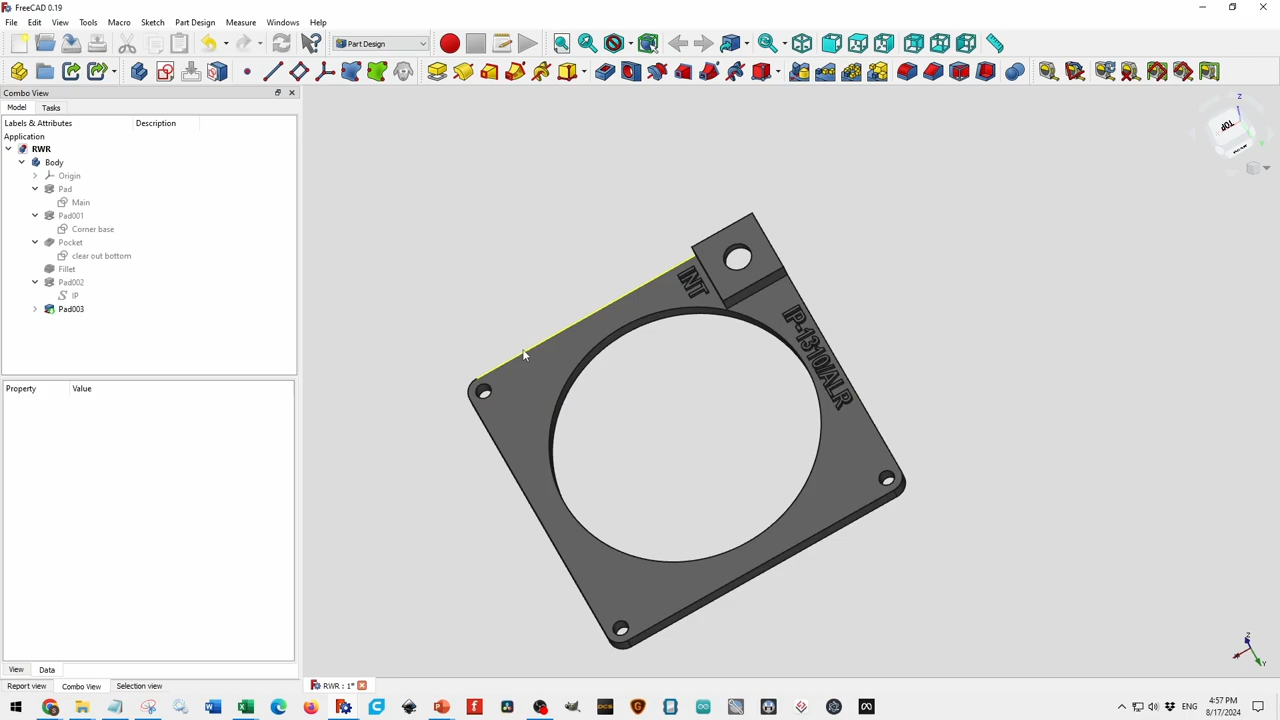 FreeCAD 0.19
File Edit View Tools Macro Sketch Part Design Measure Windows Help
Part Design
Combo View
Model Tasks
Labels & Attributes Description
Application
RWR
Body
Origin
Pad
Main
Pad001
Corner base
Pocket
clear out bottom
Fillet
Pad002
IP
Pad003
Property Value
INT
IP-1310/ALR
TOP
Z
Z
Y
View Data
Report view Combo View Selection view
RWR : 1*
ENG
4:57 PM
8/17/2024